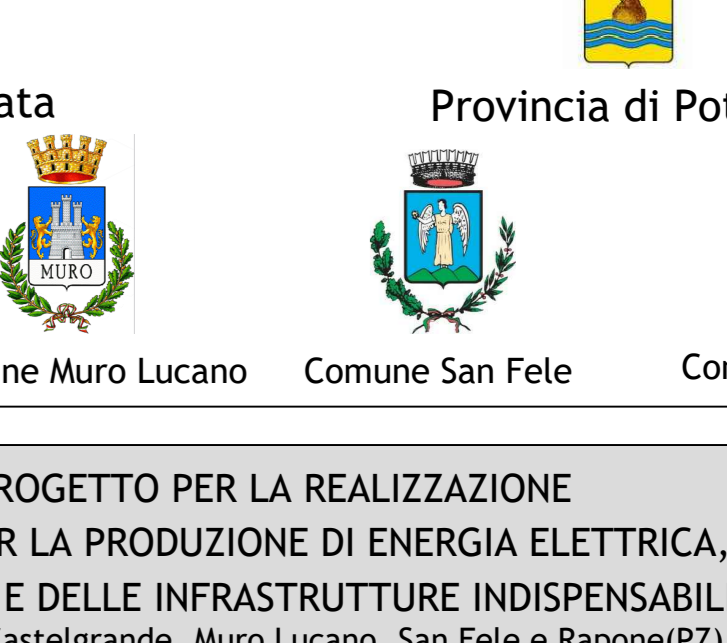 ata
Provincia di Pot
MURO
ne Muro Lucano
Comune San Fele
Co
ROGETTO PER LA REALIZZAZIONE
R LA PRODUZIONE DI ENERGIA ELETTRICA,
E DELLE INFRASTRUTTURE INDISPENSABIL
astelgrande, Muro Lucano, San Fele e Rapone(PZ)